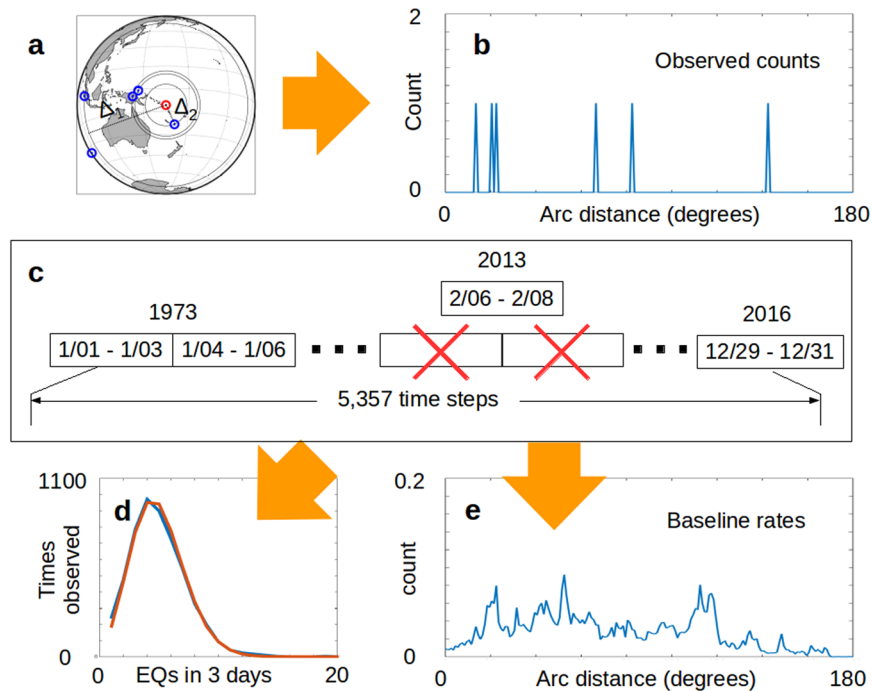 a
Δ1
Δ2
b
Observed counts
2
Count
0
0
Arc distance (degrees)
180
c
2013
2/06 - 2/08
1973
2016
1/01 - 1/03
1/04 - 1/06
12/29 - 12/31
5,357 time steps
1100
d
Times
observed
0
0
EQs in 3 days
20
0.2
e
Baseline rates
count
0
0
Arc distance (degrees)
180